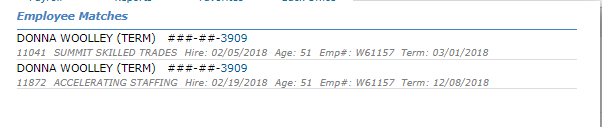 Employee Matches
DONNA WOOLLEY (TERM) ###-##-3909
11041 SUMMIT SKILLED TRADES Hire: 02/05/2018 Age: 51 Emp#: W61157 Term: 03/01/2018
DONNA WOOLLEY (TERM) ###-##-3909
11872 ACCELERATING STAFFING Hire: 02/19/2018 Age: 51 Emp#: W61157 Term: 12/08/2018